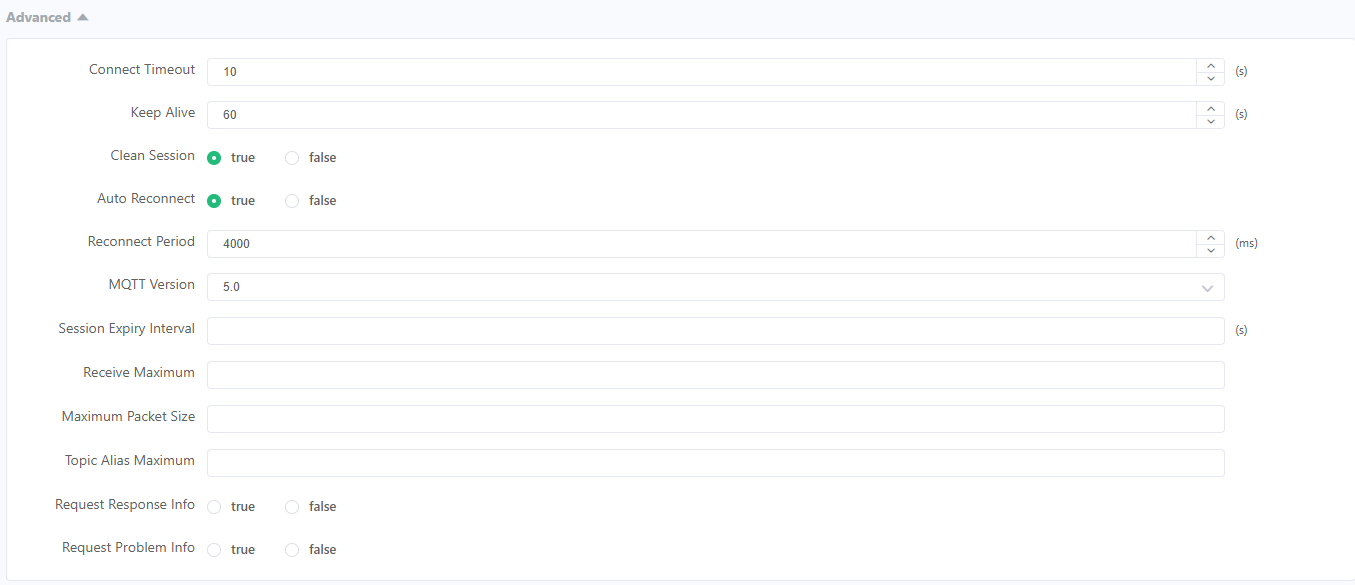 Advanced
Connect Timeout 10 (s)
Keep Alive 60 (s)
Clean Session true false
Auto Reconnect true false
Reconnect Period 4000 (ms)
MQTT Version 5.0
Session Expiry Interval (s)
Receive Maximum
Maximum Packet Size
Topic Alias Maximum
Request Response Info true false
Request Problem Info true false